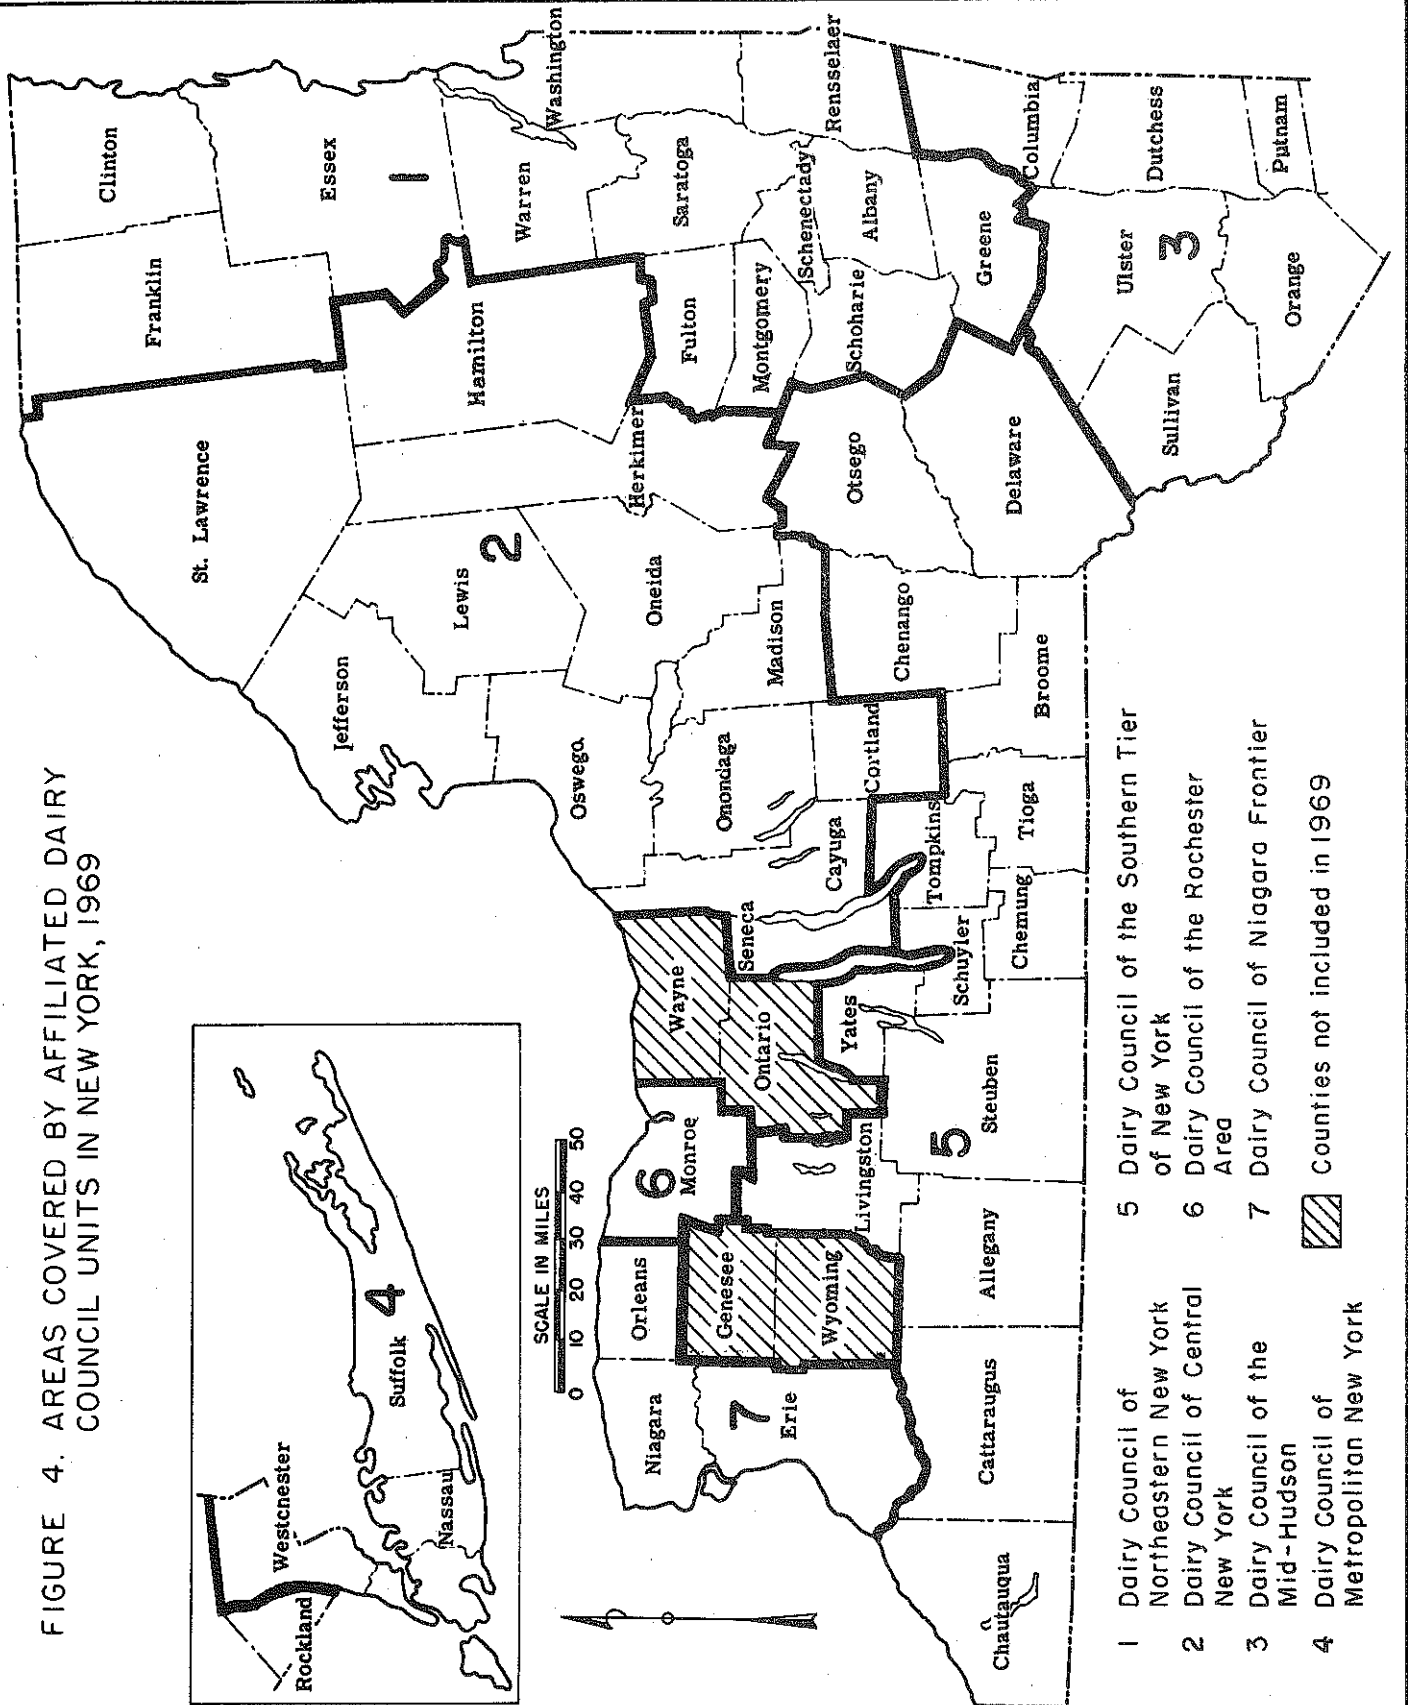 FIGURE 4. AREAS COVERED BY AFFILIATED DAIRY
COUNCIL UNITS IN NEW YORK, 1969
Rockland
Westchester
Nassau
Suffolk
4
SCALE IN MILES
0 10 20 30 40 50
Clinton
Franklin
Essex
1
St. Lawrence
Hamilton
Warren
Washington
Jefferson
Lewis
2
Herkimer
Fulton
Saratoga
Oswego
Oneida
Montgomery
Schenectady
Rensselaer
Niagara
Orleans
6
Monroe
Wayne
Seneca
Cayuga
Onondaga
Madison
Otsego
Schoharie
Albany
7
Erie
Genesee
Wyoming
Livingston
Ontario
Yates
Schuyler
Tompkins
Cortland
Chenango
Delaware
Greene
Columbia
Chautauqua
Cattaraugus
Allegany
5
Steuben
Chemung
Tioga
Broome
Sullivan
Ulster
3
Dutchess
Orange
Putnam
1 Dairy Council of
Northeastern New York
2 Dairy Council of Central
New York
3 Dairy Council of the
Mid-Hudson
4 Dairy Council of
Metropolitan New York
5 Dairy Council of the Southern Tier
of New York
6 Dairy Council of the Rochester
Area
7 Dairy Council of Niagara Frontier
Counties not included in 1969